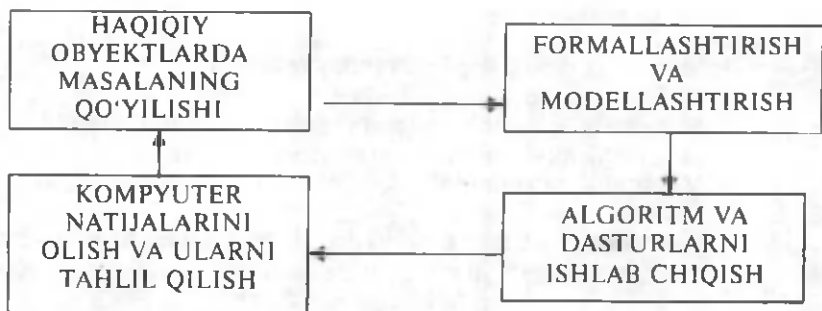 HAQIQIY
OBYEKTLARDA
MASALANING
QO‘YILISHI
FORMALLASHTIRISH
VA
MODELLASHTIRISH
KOMPYUTER
NATIJALARINI
OLISH VA ULARNI
TAHLIL QILISH
ALGORITM VA
DASTURLARNI
ISHLAB CHIQISH